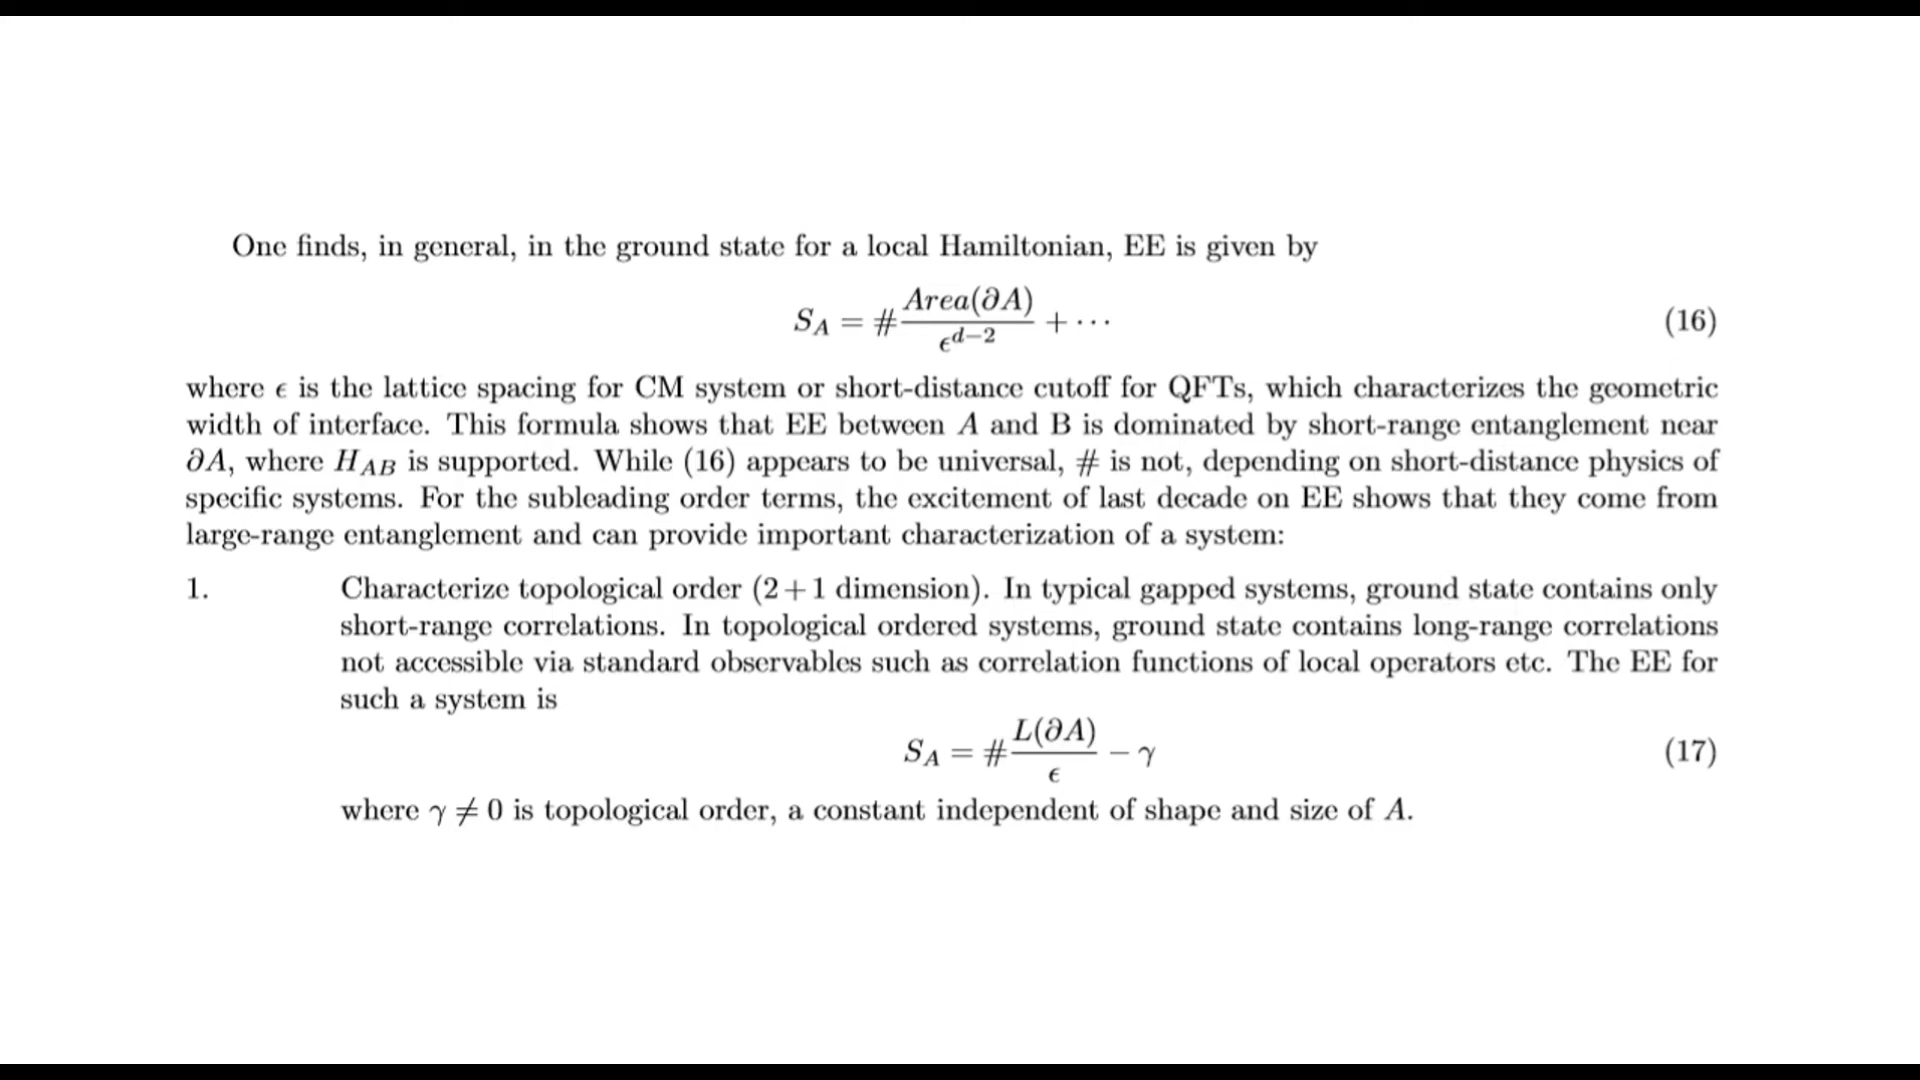 One finds, in general, in the ground state for a local Hamiltonian, EE is given by
S_A = # \frac{Area(∂A)}{ϵ^{d−2}} + ⋯ (16)
where ϵ is the lattice spacing for CM system or short-distance cutoff for QFTs, which characterizes the geometric
width of interface. This formula shows that EE between A and B is dominated by short-range entanglement near
∂A, where H_{AB} is supported. While (16) appears to be universal, # is not, depending on short-distance physics of
specific systems. For the subleading order terms, the excitement of last decade on EE shows that they come from
large-range entanglement and can provide important characterization of a system:
1. Characterize topological order (2+1 dimension). In typical gapped systems, ground state contains only
short-range correlations. In topological ordered systems, ground state contains long-range correlations
not accessible via standard observables such as correlation functions of local operators etc. The EE for
such a system is
S_A = # \frac{L(∂A)}{ϵ} − γ (17)
where γ ≠ 0 is topological order, a constant independent of shape and size of A.